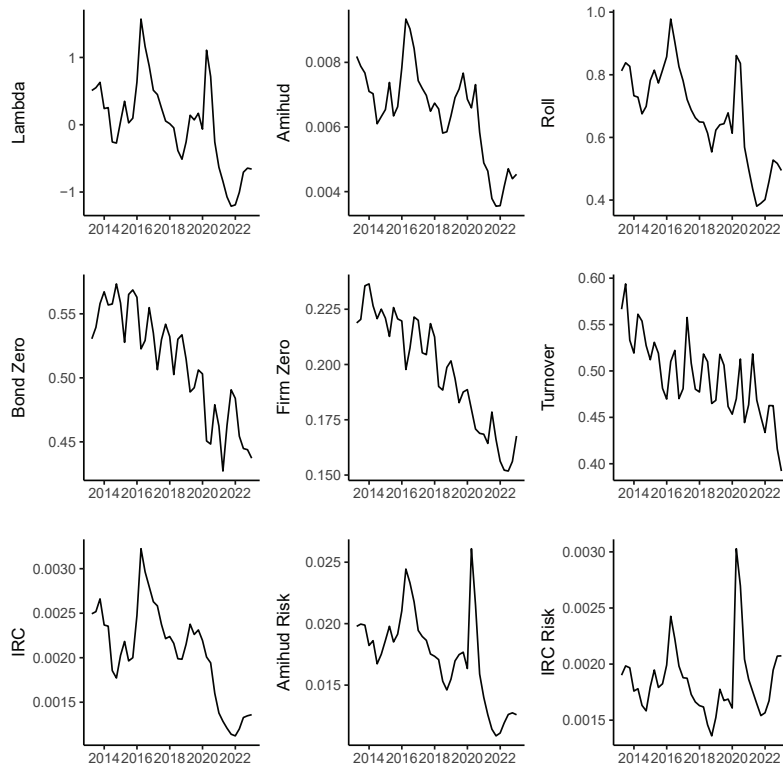 Lambda
1
0
−1
2014 2016 2018 2020 2022
Amihud
0.008
0.006
0.004
2014 2016 2018 2020 2022
Roll
1.0
0.8
0.6
0.4
2014 2016 2018 2020 2022
Bond Zero
0.55
0.50
0.45
2014 2016 2018 2020 2022
Firm Zero
0.225
0.200
0.175
0.150
2014 2016 2018 2020 2022
Turnover
0.60
0.55
0.50
0.45
0.40
2014 2016 2018 2020 2022
IRC
0.0030
0.0025
0.0020
0.0015
2014 2016 2018 2020 2022
Amihud Risk
0.025
0.020
0.015
2014 2016 2018 2020 2022
IRC Risk
0.0030
0.0025
0.0020
0.0015
2014 2016 2018 2020 2022